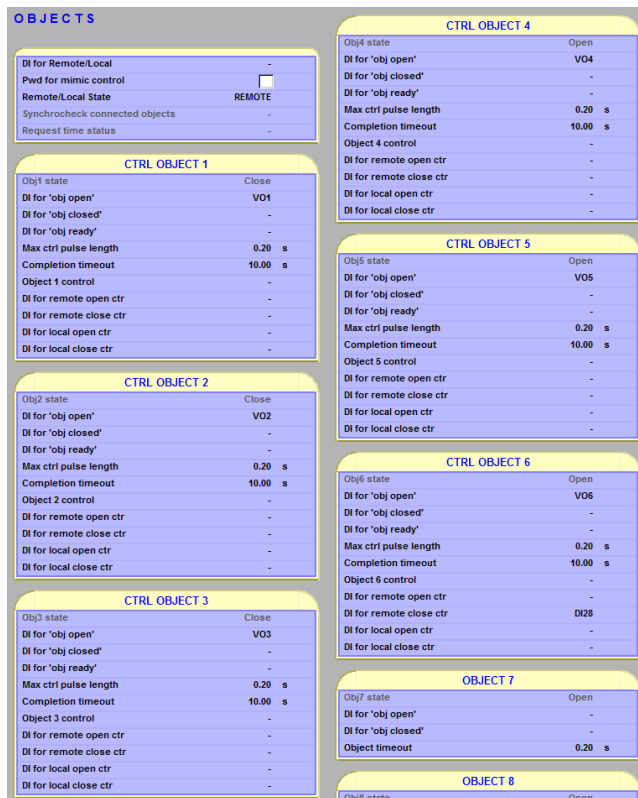 OBJECTS
DI for Remote/Local -
Pwd for mimic control
Remote/Local State REMOTE
Synchrocheck connected objects -
Request time status -
CTRL OBJECT 1
Obj1 state Close
DI for 'obj open' VO1
DI for 'obj closed' -
DI for 'obj ready' -
Max ctrl pulse length 0.20 s
Completion timeout 10.00 s
Object 1 control -
DI for remote open ctr -
DI for remote close ctr -
DI for local open ctr -
DI for local close ctr -
CTRL OBJECT 2
Obj2 state Close
DI for 'obj open' VO2
DI for 'obj closed' -
DI for 'obj ready' -
Max ctrl pulse length 0.20 s
Completion timeout 10.00 s
Object 2 control -
DI for remote open ctr -
DI for remote close ctr -
DI for local open ctr -
DI for local close ctr -
CTRL OBJECT 3
Obj3 state Close
DI for 'obj open' VO3
DI for 'obj closed' -
DI for 'obj ready' -
Max ctrl pulse length 0.20 s
Completion timeout 10.00 s
Object 3 control -
DI for remote open ctr -
DI for remote close ctr -
DI for local open ctr -
DI for local close ctr -
CTRL OBJECT 4
Obj4 state Open
DI for 'obj open' VO4
DI for 'obj closed' -
DI for 'obj ready' -
Max ctrl pulse length 0.20 s
Completion timeout 10.00 s
Object 4 control -
DI for remote open ctr -
DI for remote close ctr -
DI for local open ctr -
DI for local close ctr -
CTRL OBJECT 5
Obj5 state Open
DI for 'obj open' VO5
DI for 'obj closed' -
DI for 'obj ready' -
Max ctrl pulse length 0.20 s
Completion timeout 10.00 s
Object 5 control -
DI for remote open ctr -
DI for remote close ctr -
DI for local open ctr -
DI for local close ctr -
CTRL OBJECT 6
Obj6 state Open
DI for 'obj open' VO6
DI for 'obj closed' -
DI for 'obj ready' -
Max ctrl pulse length 0.20 s
Completion timeout 10.00 s
Object 6 control -
DI for remote open ctr -
DI for remote close ctr DI28
DI for local open ctr -
DI for local close ctr -
OBJECT 7
Obj7 state Open
DI for 'obj open' -
DI for 'obj closed' -
Object timeout 0.20 s
OBJECT 8
Obj8 state Open